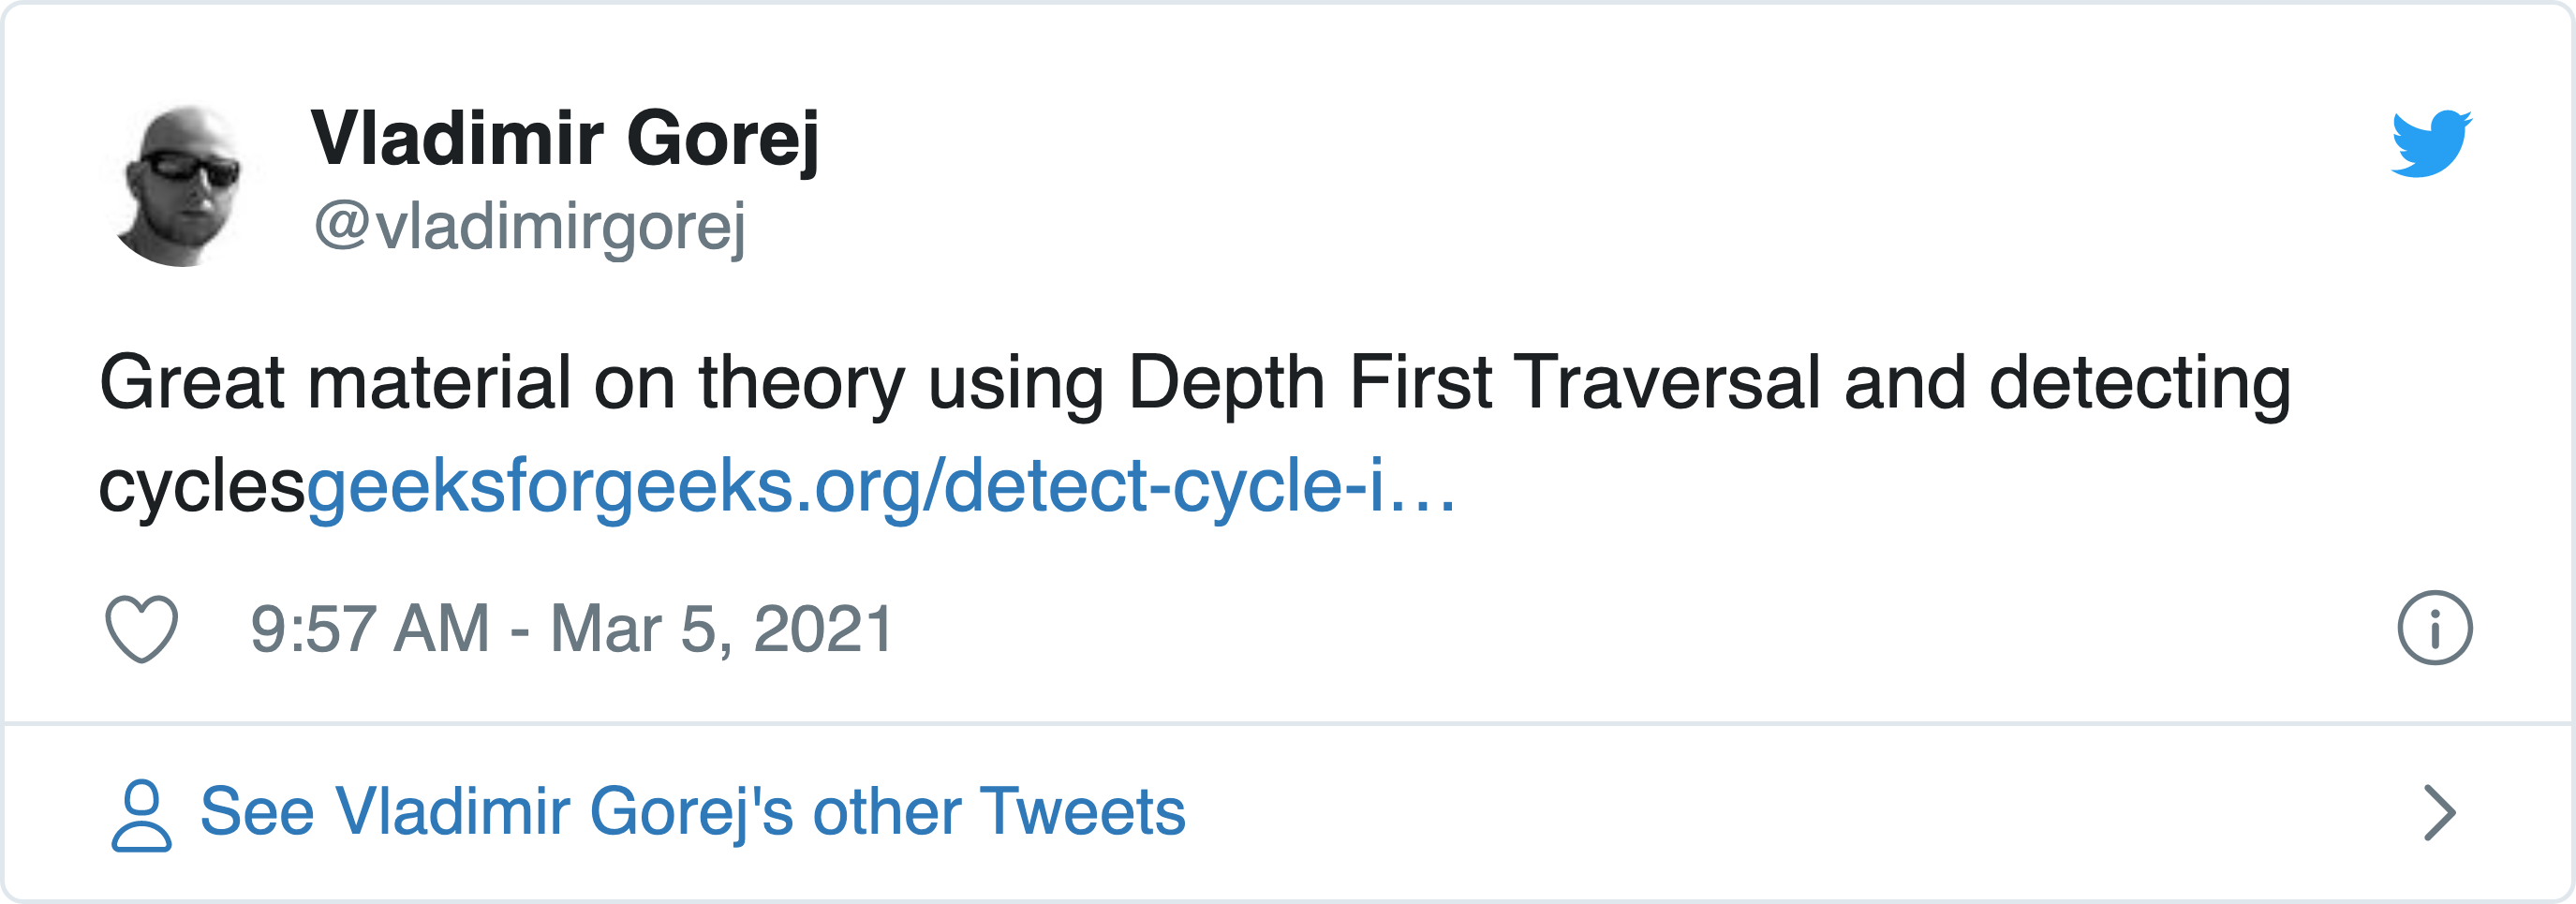 Vladimir Gorej
@vladimirgorej
Great material on theory using Depth First Traversal and detecting
cyclesgeeksforgeeks.org/detect-cycle-i…
9:57 AM - Mar 5, 2021
See Vladimir Gorej's other Tweets